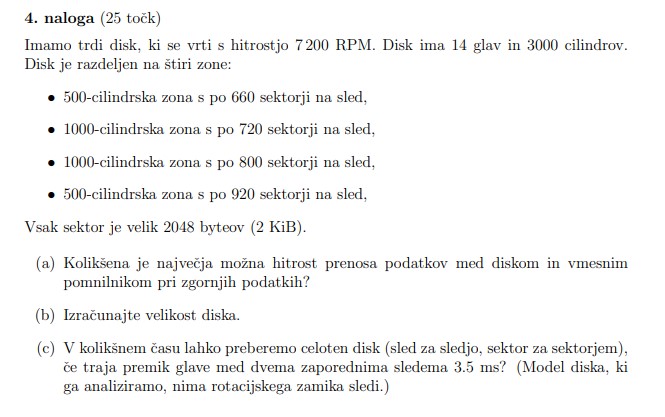 4. naloga (25 točk)
Imamo trdi disk, ki se vrti s hitrostjo 7 200 RPM. Disk ima 14 glav in 3000 cilindrov.
Disk je razdeljen na štiri zone:
• 500-cilindrska zona s po 660 sektorji na sled,
• 1000-cilindrska zona s po 720 sektorji na sled,
• 1000-cilindrska zona s po 800 sektorji na sled,
• 500-cilindrska zona s po 920 sektorji na sled,
Vsak sektor je velik 2048 byteov (2 KiB).
(a) Kolikšena je največja možna hitrost prenosa podatkov med diskom in vmesnim
pomnilnikom pri zgornjih podatkih?
(b) Izračunajte velikost diska.
(c) V kolikšnem času lahko preberemo celoten disk (sled za sledjo, sektor za sektorjem),
če traja premik glave med dvema zaporednima sledema 3.5 ms? (Model diska, ki
ga analiziramo, nima rotacijskega zamika sledi.)